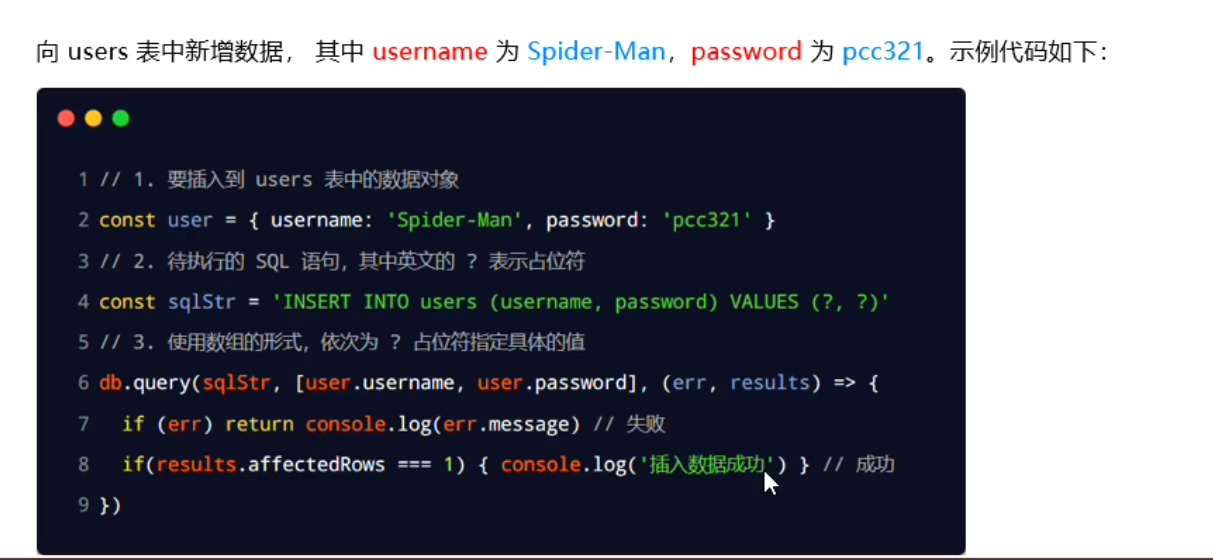 向 users 表中新增数据， 其中 username 为 Spider-Man，password 为 pcc321。示例代码如下：
1 // 1. 要插入到 users 表中的数据对象
2 const user = { username: 'Spider-Man', password: 'pcc321' }
3 // 2. 待执行的 SQL 语句，其中英文的 ? 表示占位符
4 const sqlStr = 'INSERT INTO users (username, password) VALUES (?, ?)'
5 // 3. 使用数组的形式，依次为 ? 占位符指定具体的值
6 db.query(sqlStr, [user.username, user.password], (err, results) => {
7 if (err) return console.log(err.message) // 失败
8 if(results.affectedRows === 1) { console.log('插入数据成功') } // 成功
9 })